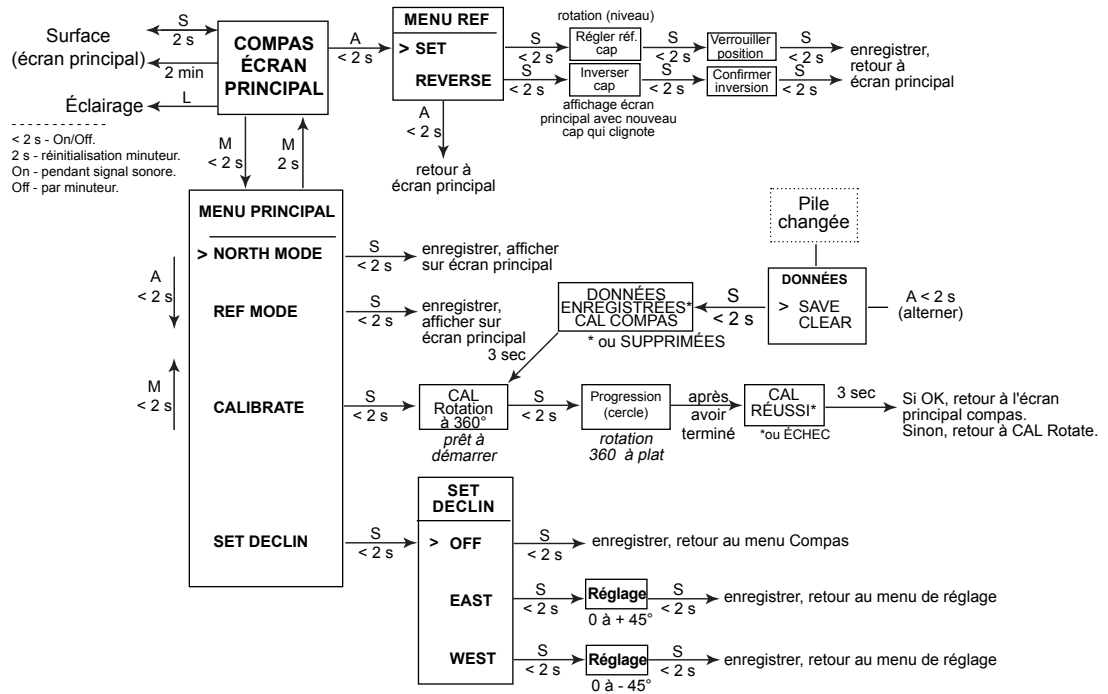 S
2 s
Surface
(écran principal)
2 min
Éclairage
L
< 2 s - On/Off.
2 s - réinitialisation minuteur.
On - pendant signal sonore.
Off - par minuteur.
COMPAS
ÉCRAN
PRINCIPAL
A
< 2 s
MENU REF
> SET
REVERSE
S
< 2 s
rotation (niveau)
Régler réf.
cap
S
< 2 s
Verrouiller
position
S
< 2 s
enregistrer,
retour à
écran principal
S
< 2 s
Inverser
cap
S
< 2 s
Confirmer
inversion
S
< 2 s
affichage écran
principal avec nouveau
cap qui clignote
A
< 2 s
retour à
écran principal
M
< 2 s
M
2 s
MENU PRINCIPAL
> NORTH MODE
S
< 2 s
enregistrer, afficher
sur écran principal
A
< 2 s
REF MODE
S
< 2 s
enregistrer,
afficher sur
écran principal
Pile
changée
DONNÉES
> SAVE
CLEAR
A < 2 s
(alterner)
S
< 2 s
DONNÉES
ENREGISTRÉES*
CAL COMPAS
* ou SUPPRIMÉES
3 sec
M
< 2 s
CALIBRATE
S
< 2 s
CAL
Rotation
à 360°
prêt à
démarrer
S
< 2 s
Progression
(cercle)
rotation
360 à plat
après
avoir
terminé
CAL
RÉUSSI*
*ou ÉCHEC
3 sec
Si OK, retour à l'écran
principal compas.
Sinon, retour à CAL Rotate.
SET DECLIN
S
< 2 s
SET
DECLIN
> OFF
S
< 2 s
enregistrer, retour au menu Compas
EAST
S
< 2 s
Réglage
0 à + 45°
S
< 2 s
enregistrer, retour au menu de réglage
WEST
S
< 2 s
Réglage
0 à - 45°
S
< 2 s
enregistrer, retour au menu de réglage